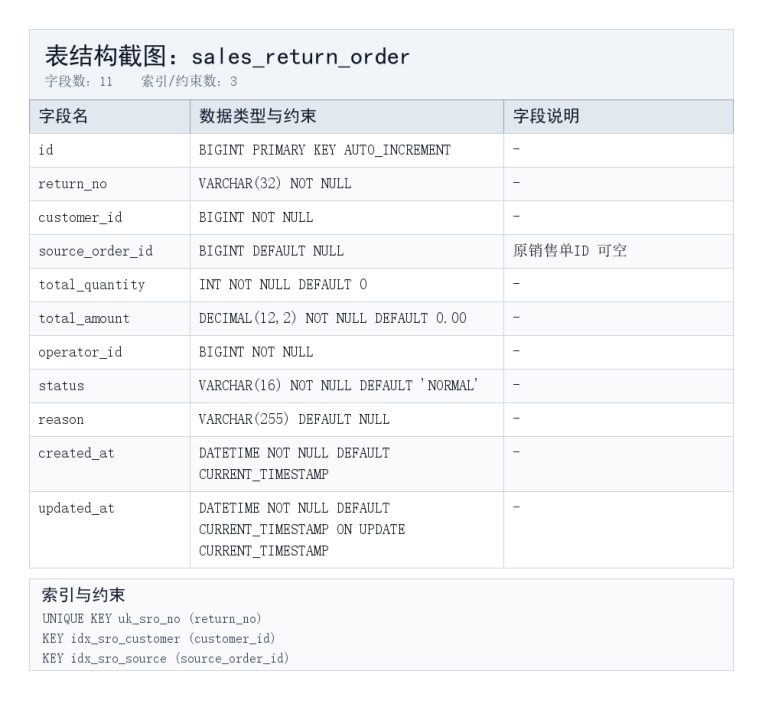 表结构截图：sales_return_order
字段数：11 索引/约束数：3
字段名 数据类型与约束 字段说明
id BIGINT PRIMARY KEY AUTO_INCREMENT -
return_no VARCHAR(32) NOT NULL -
customer_id BIGINT NOT NULL -
source_order_id BIGINT DEFAULT NULL 原销售单ID 可空
total_quantity INT NOT NULL DEFAULT 0 -
total_amount DECIMAL(12,2) NOT NULL DEFAULT 0.00 -
operator_id BIGINT NOT NULL -
status VARCHAR(16) NOT NULL DEFAULT 'NORMAL' -
reason VARCHAR(255) DEFAULT NULL -
created_at DATETIME NOT NULL DEFAULT -
CURRENT_TIMESTAMP
updated_at DATETIME NOT NULL DEFAULT -
CURRENT_TIMESTAMP ON UPDATE
CURRENT_TIMESTAMP
索引与约束
UNIQUE KEY uk_sro_no (return_no)
KEY idx_sro_customer (customer_id)
KEY idx_sro_source (source_order_id)